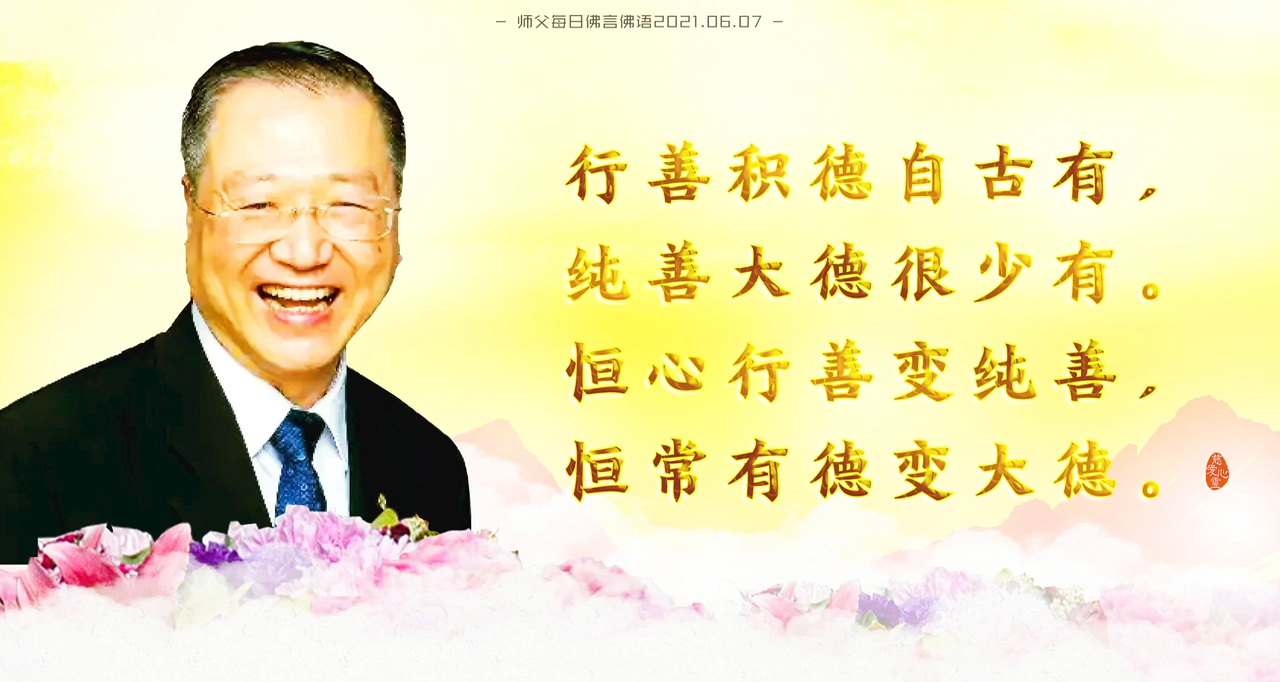 - 师父每日佛言佛语2021.06.07 -
行善积德自古有，
纯善大德很少有。
恒心行善变纯善，
恒常有德变大德。